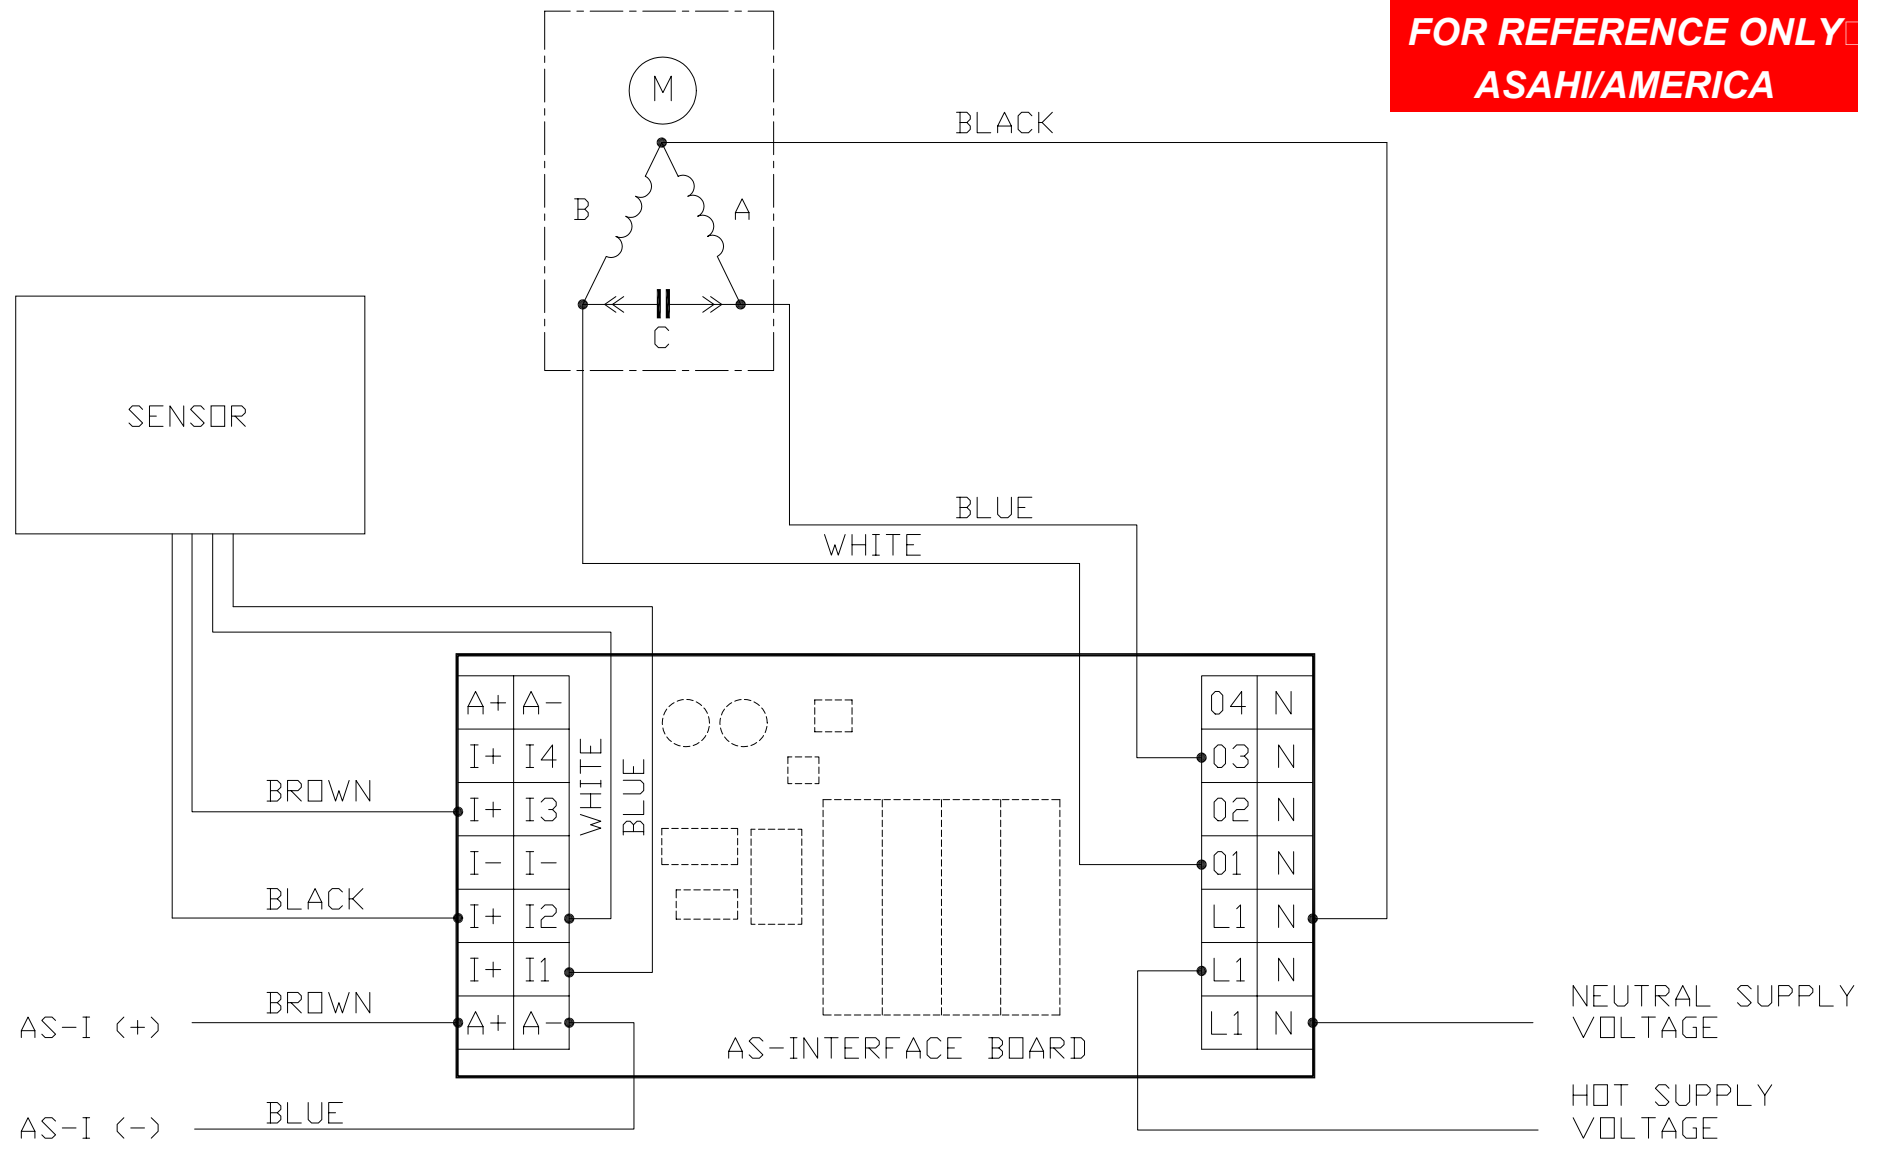 FOR REFERENCE ONLY
ASAHI/AMERICA
M
BLACK
B
A
C
SENSOR
BLUE
WHITE
A+ A-
I+ I4
I+ I3
I- I-
I+ I2
I+ I1
A+ A-
WHITE
BLUE
04 N
03 N
02 N
01 N
L1 N
L1 N
L1 N
BROWN
BLACK
BROWN
AS-I (+)
BLUE
AS-I (-)
AS-INTERFACE BOARD
NEUTRAL SUPPLY
VOLTAGE
HOT SUPPLY
VOLTAGE